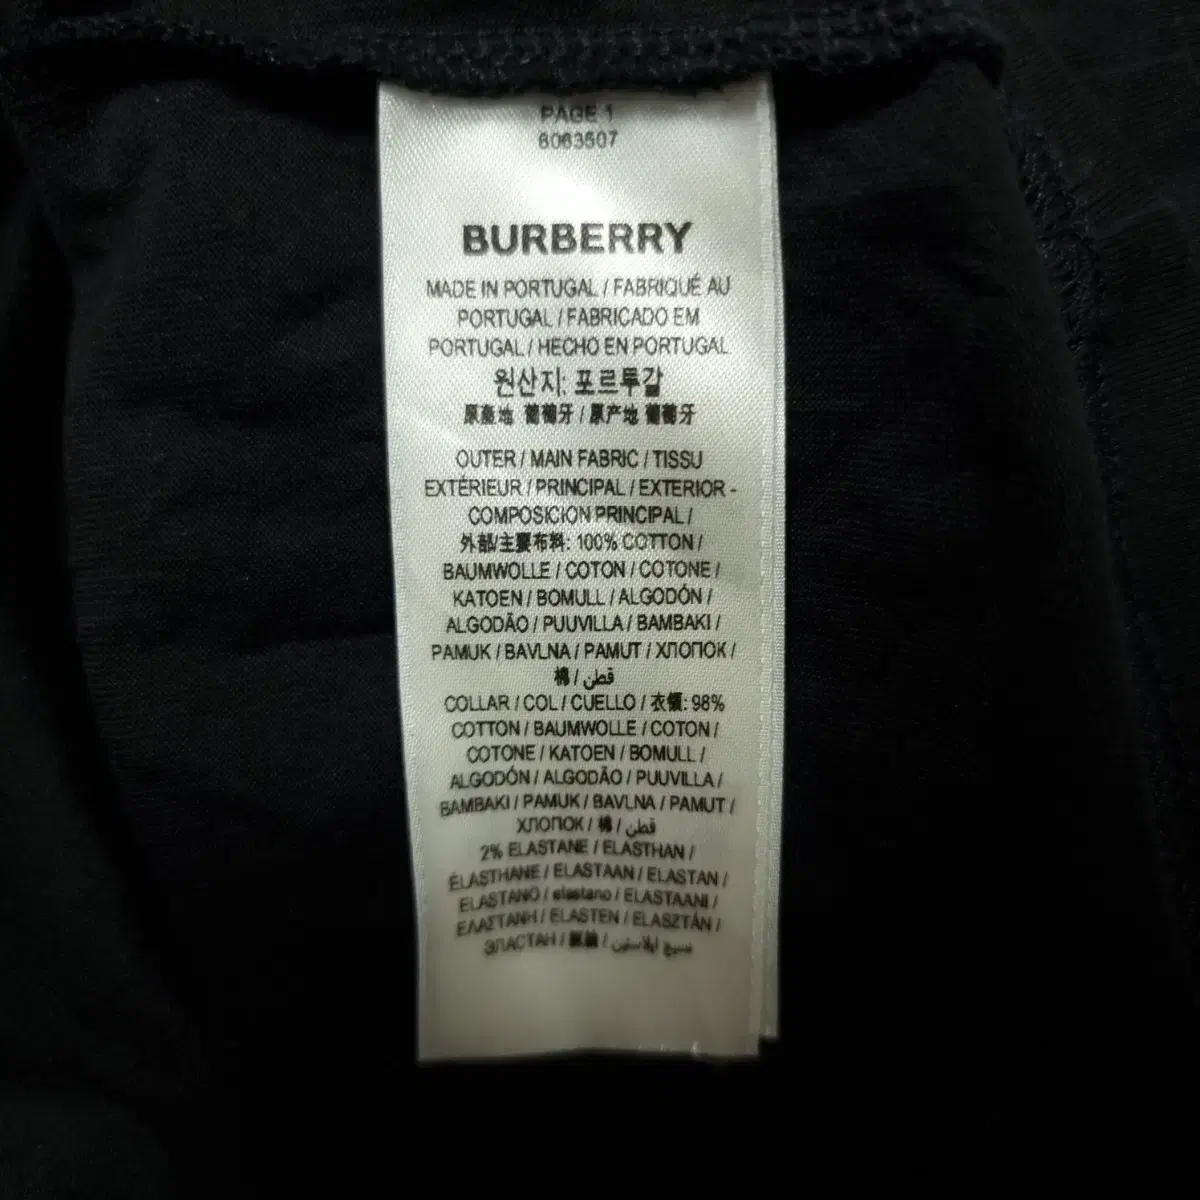 PAGE 1
8063507
BURBERRY
MADE IN PORTUGAL / FABRIQUÉ AU
PORTUGAL / FABRICADO EM
PORTUGAL / HECHO EN PORTUGAL
원산지: 포르투갈
原產地 葡萄牙 / 原产地 葡萄牙
OUTER / MAIN FABRIC / TISSU
EXTÉRIEUR / PRINCIPAL / EXTERIOR -
COMPOSICION PRINCIPAL /
外部/主要布料: 100% COTTON /
BAUMWOLLE / COTON / COTONE /
KATOEN / BOMULL / ALGODÓN /
ALGODÃO / PUUVILLA / BAMBAKI /
PAMUK / BAVLNA / PAMUT / ХЛОПОК /
棉 / قطن
COLLAR / COL / CUELLO / 衣領: 98%
COTTON / BAUMWOLLE / COTON /
COTONE / KATOEN / BOMULL /
ALGODÓN / ALGODÃO / PUUVILLA /
BAMBAKI / PAMUK / BAVLNA / PAMUT /
ХЛОПОК / 棉 / قطن
2% ELASTANE / ELASTHAN /
ÉLASTHANE / ELASTAAN / ELASTAN /
ELASTANO / elastano / ELASTAANI /
ΕΛΑΣΤΑΝΗ / ELASTEN / ELASZTÁN /
ЭЛАСТАН / نسيج ايلاستين